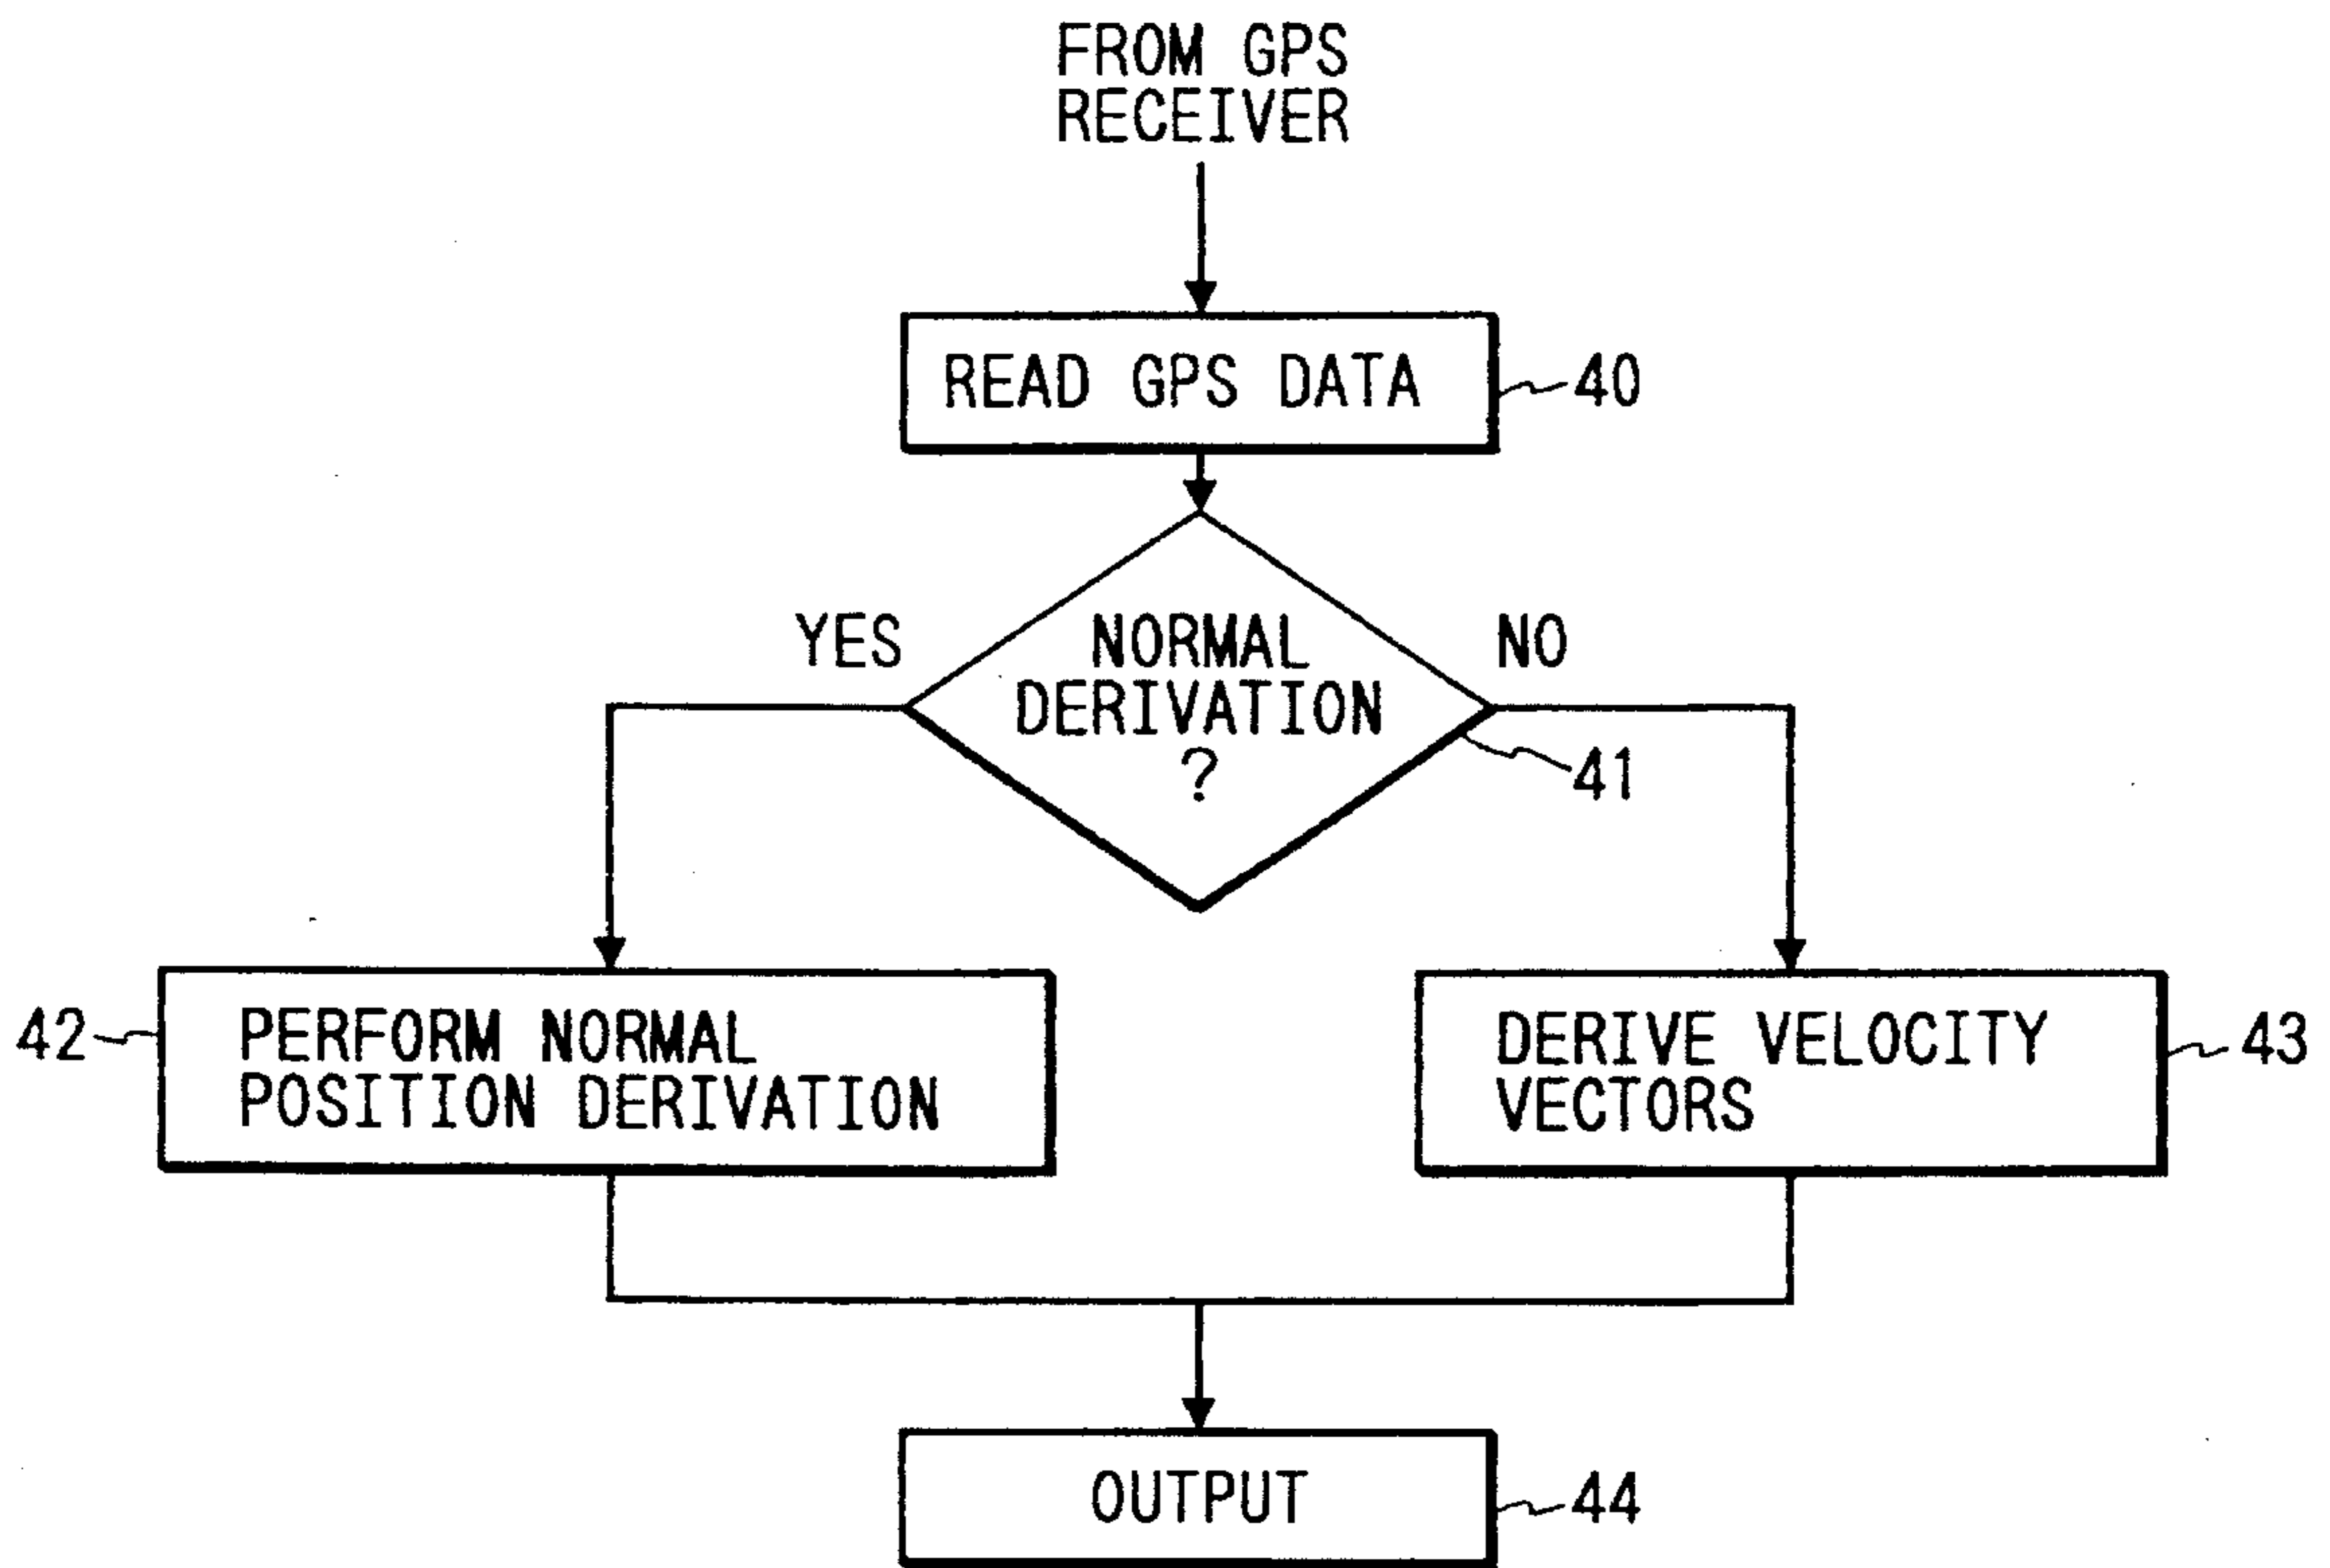 FROM GPS
RECEIVER
READ GPS DATA
40
YES
NORMAL
DERIVATION
?
NO
41
42
PERFORM NORMAL
POSITION DERIVATION
DERIVE VELOCITY
VECTORS
43
OUTPUT
44